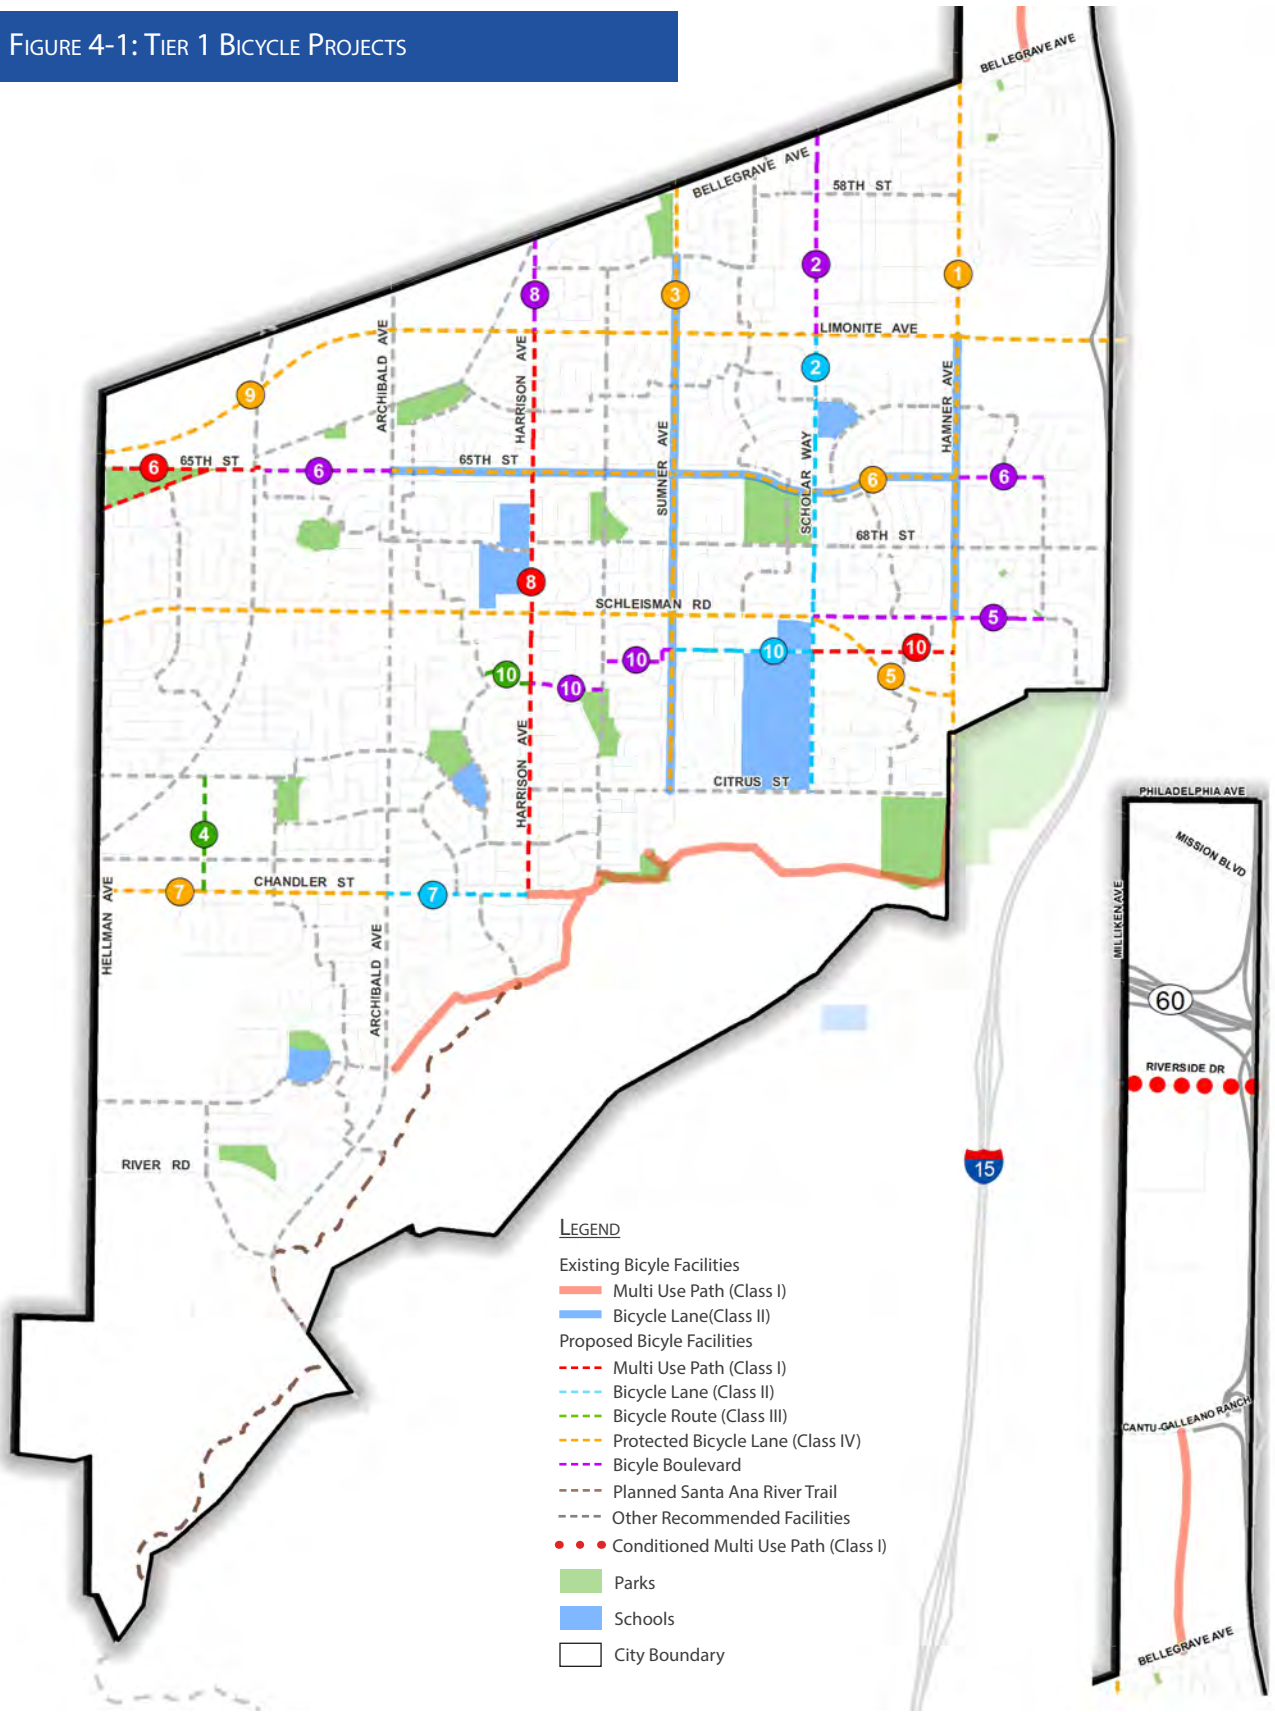 FIGURE 4-1: TIER 1 BICYCLE PROJECTS
BELLEGRAVE AVE
BELLEGRAVE AVE
58TH ST
2
1
8
3
LIMONITE AVE
ARCHIBALD AVE
HARRISON AVE
2
HAMNER AVE
9
SUMNER AVE
SCHOLAR WAY
6
65TH ST
6
65TH ST
6
6
68TH ST
8
SCHLEISMAN RD
5
10
10
10
10
10
5
HARRISON AVE
CITRUS ST
4
CHANDLER ST
7
7
HELLMAN AVE
ARCHIBALD AVE
RIVER RD
15
PHILADELPHIA AVE
MISSION BLVD
MILLIKEN AVE
60
RIVERSIDE DR
CANTU-GALLEANO RANCH
BELLEGRAVE AVE
LEGEND
Existing Bicyle Facilities
Multi Use Path (Class I)
Bicycle Lane(Class II)
Proposed Bicyle Facilities
Multi Use Path (Class I)
Bicycle Lane (Class II)
Bicycle Route (Class III)
Protected Bicycle Lane (Class IV)
Bicyle Boulevard
Planned Santa Ana River Trail
Other Recommended Facilities
Conditioned Multi Use Path (Class I)
Parks
Schools
City Boundary